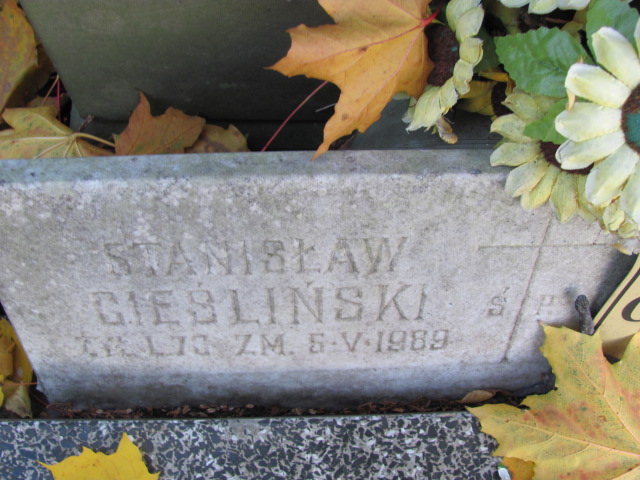 STANISŁAW
CIEŚLIŃSKI
Ś P
ZM. 6·V·1989